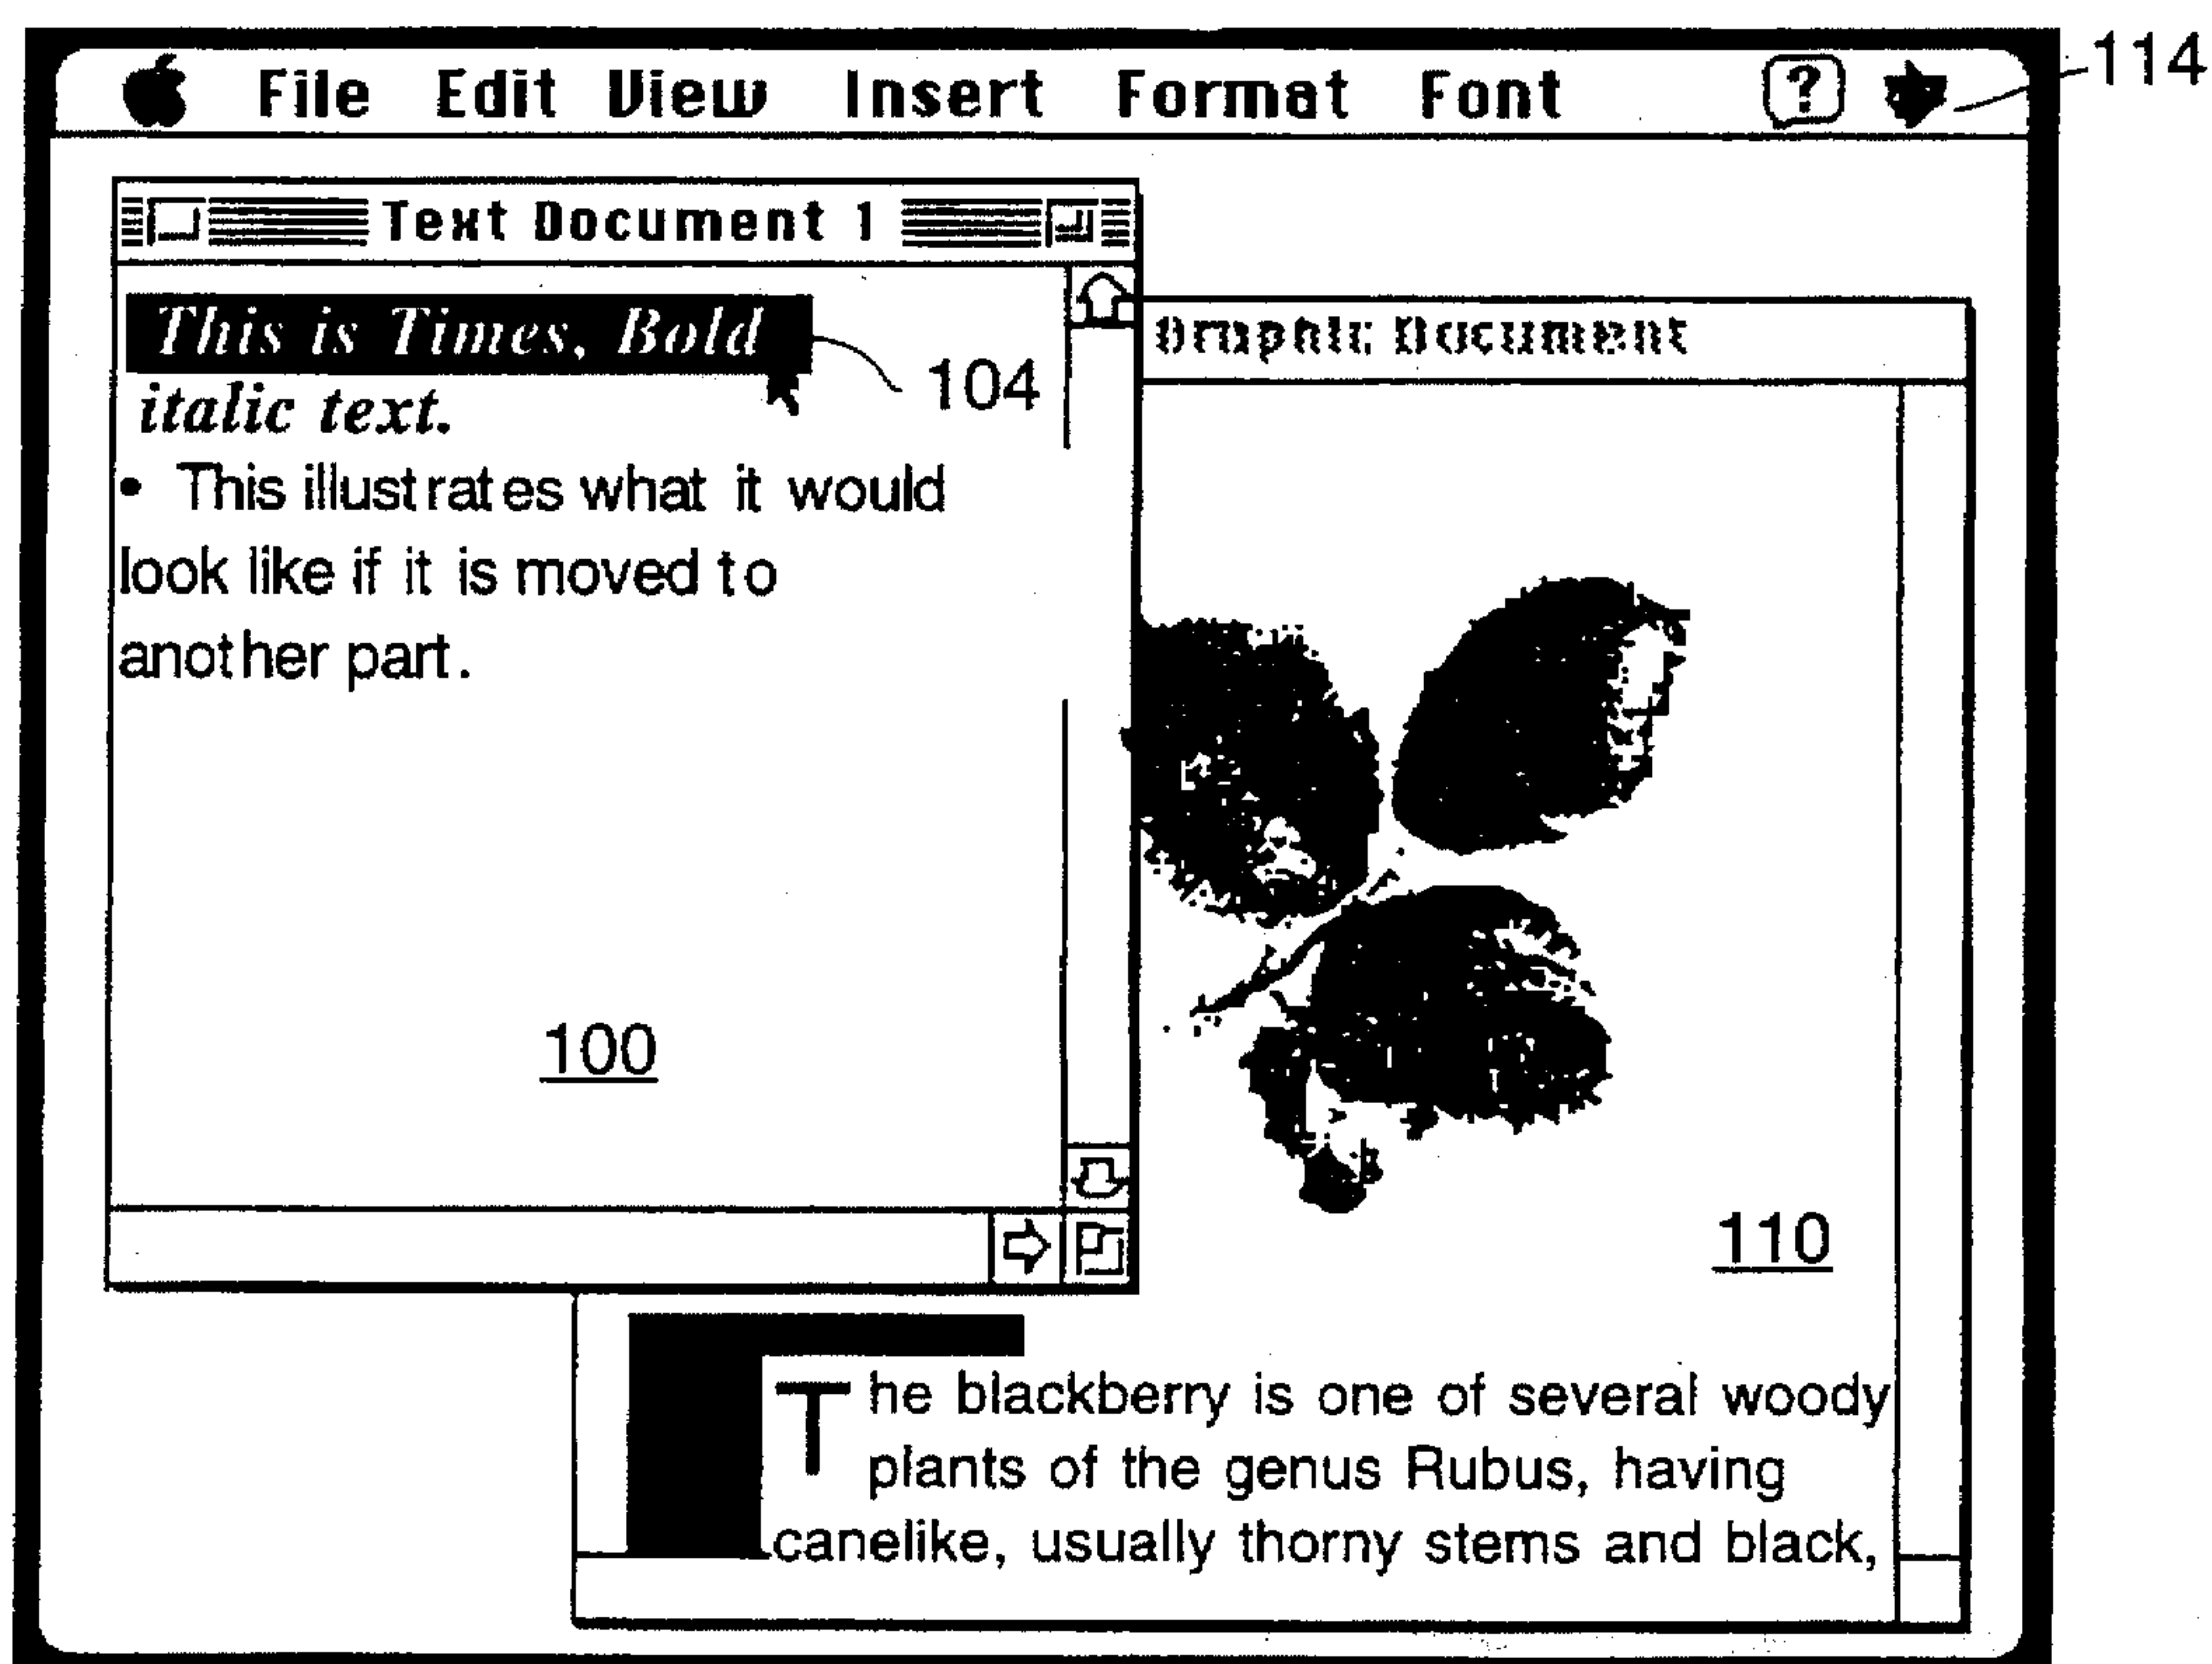 File Edit View Insert Format Font ? 114
Text Document 1
This is Times, Bold
104
italic text.
• This illustrates what it would
look like if it is moved to
another part.
100
Graphic Document
110
The blackberry is one of several woody
plants of the genus Rubus, having
canelike, usually thorny stems and black,